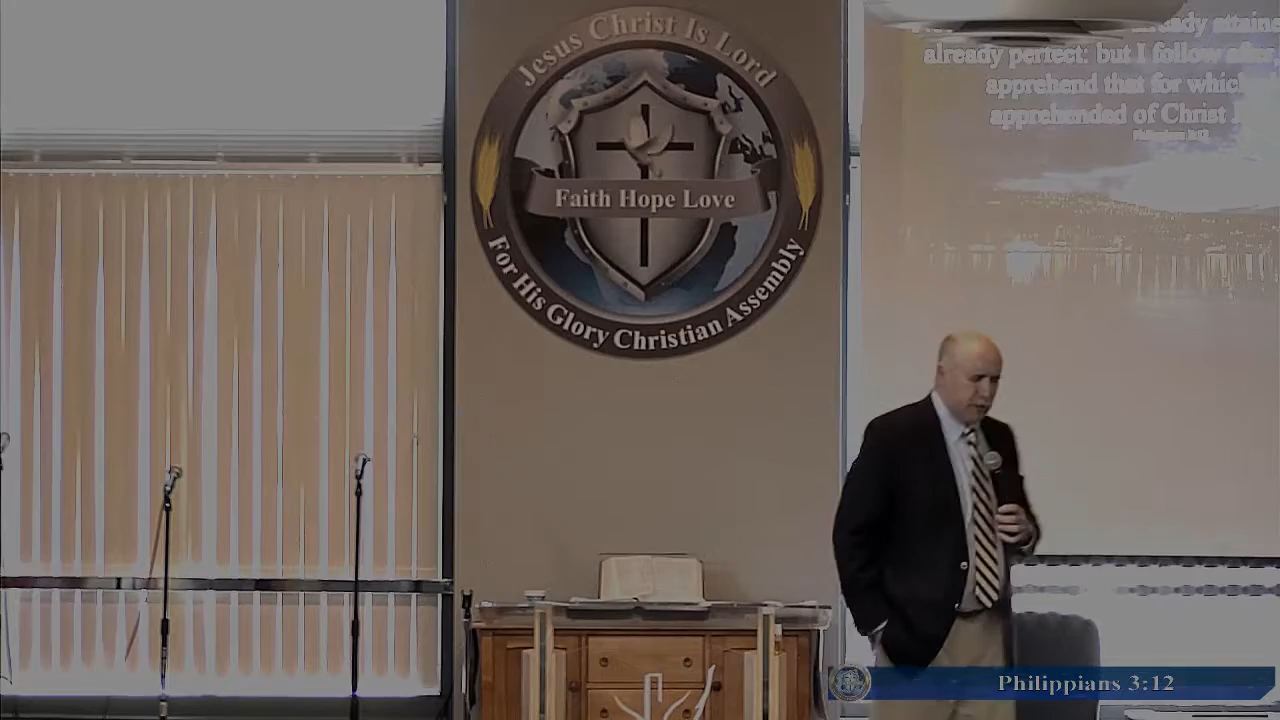 Jesus Christ Is Lord
Faith Hope Love
For His Glory Christian Assembly
already perfect: but I follow after
apprehend that for which
apprehended of Christ
Philippians 3:12